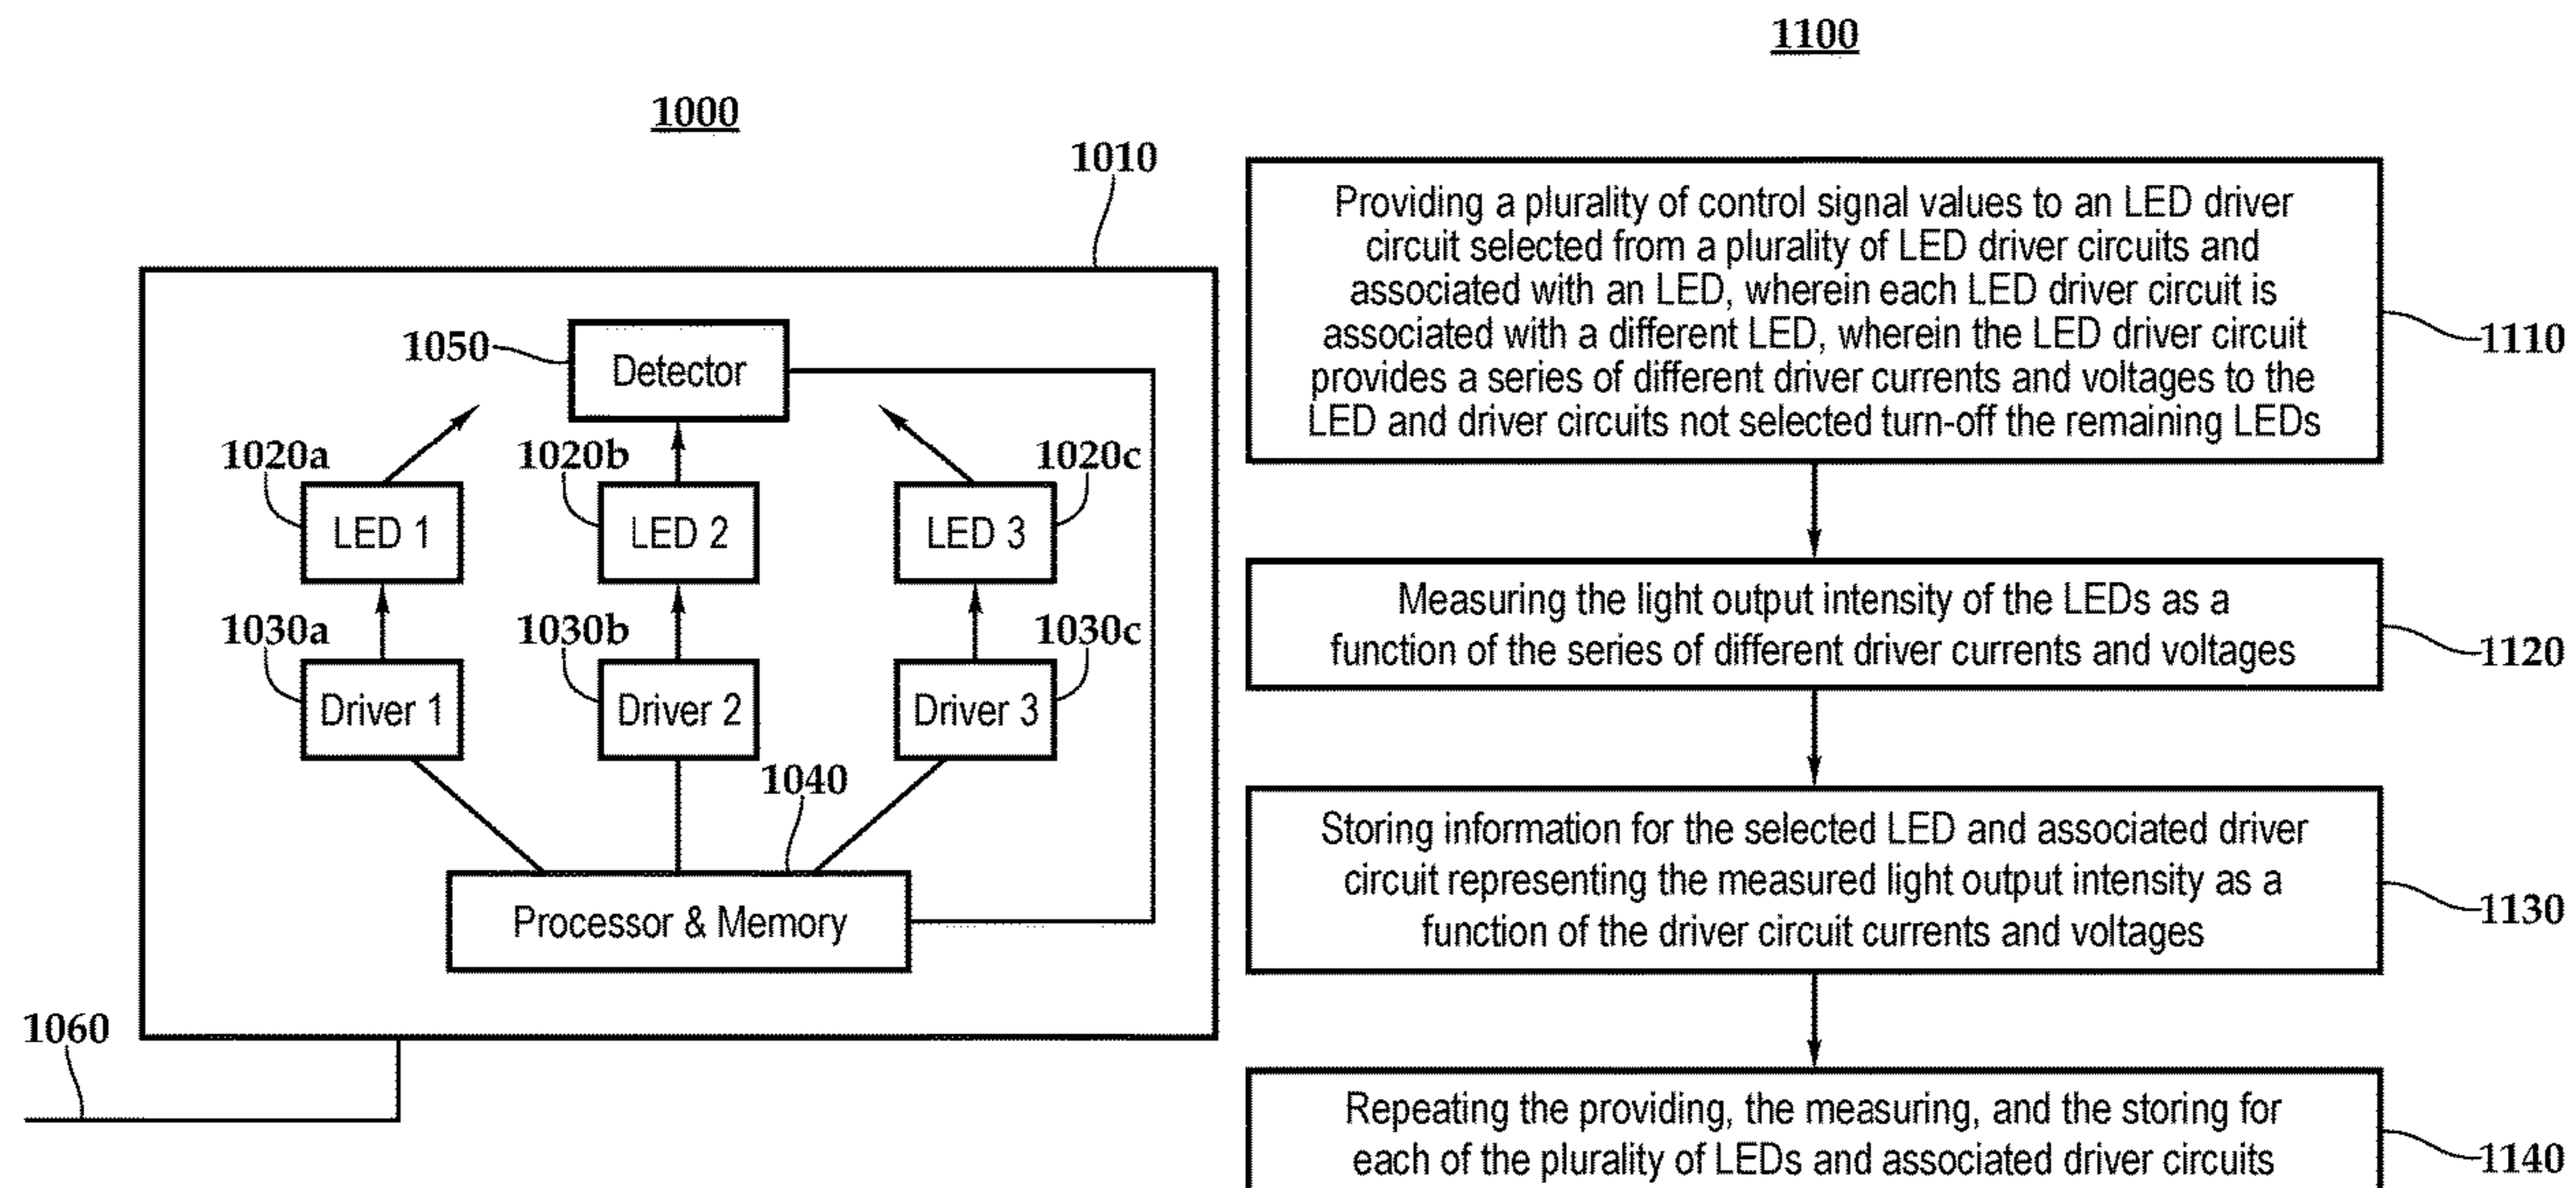 1000
1010
1050
Detector
1020a
1020b
1020c
LED 1
LED 2
LED 3
1030a
1030b
1030c
Driver 1
Driver 2
Driver 3
1040
Processor & Memory
1060
1100
Providing a plurality of control signal values to an LED driver
circuit selected from a plurality of LED driver circuits and
associated with an LED, wherein each LED driver circuit is
associated with a different LED, wherein the LED driver circuit
provides a series of different driver currents and voltages to the
LED and driver circuits not selected turn-off the remaining LEDs
1110
Measuring the light output intensity of the LEDs as a
function of the series of different driver currents and voltages
1120
Storing information for the selected LED and associated driver
circuit representing the measured light output intensity as a
function of the driver circuit currents and voltages
1130
Repeating the providing, the measuring, and the storing for
each of the plurality of LEDs and associated driver circuits
1140